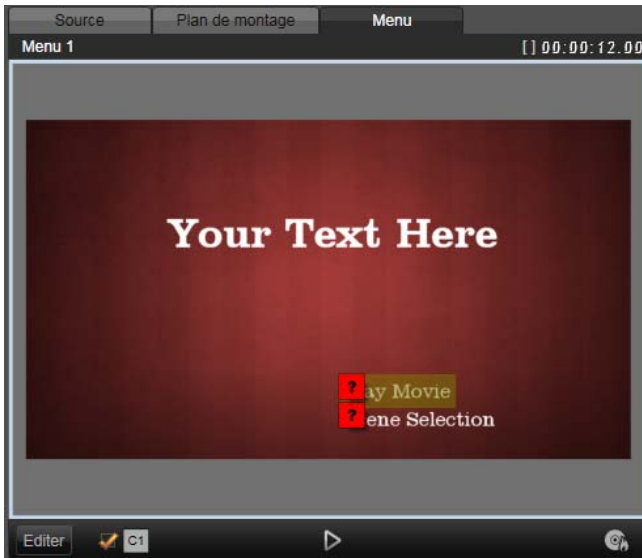 Source Plan de montage Menu
Menu 1 [] 00:00:12.00
Your Text Here
? ay Movie
? ene Selection
Editer C1